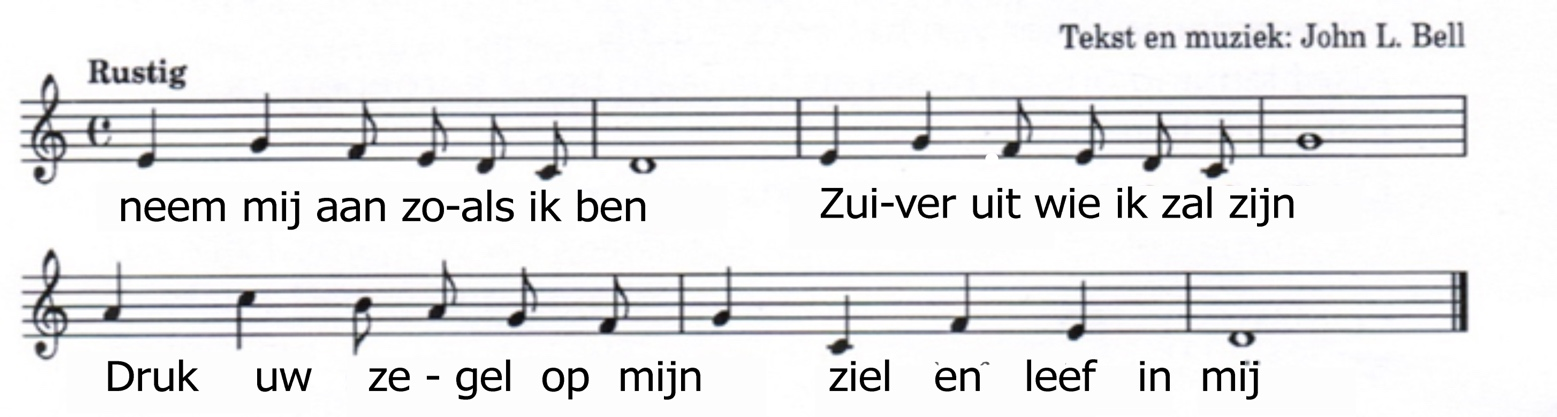 Tekst en muziek: John L. Bell
Rustig
neem mij aan zo-als ik ben Zui-ver uit wie ik zal zijn
Druk uw ze - gel op mijn ziel en leef in mij